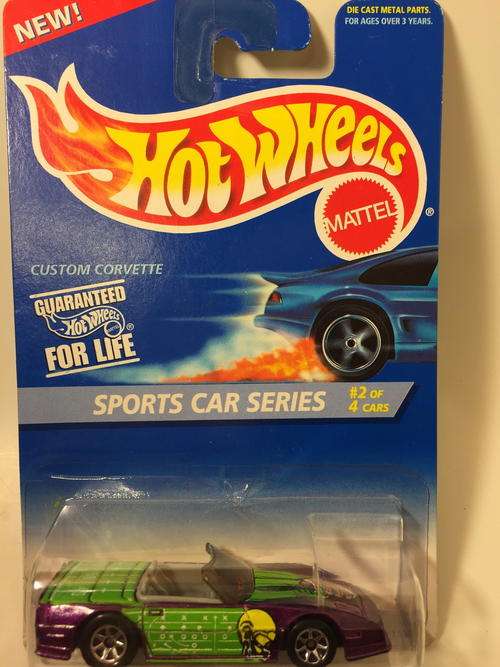 NEW!
DIE CAST METAL PARTS.
FOR AGES OVER 3 YEARS.
HOT WHEELS
MATTEL
®
CUSTOM CORVETTE
GUARANTEED
HOT WHEELS ®
FOR LIFE
SPORTS CAR SERIES
#2 OF
4 CARS